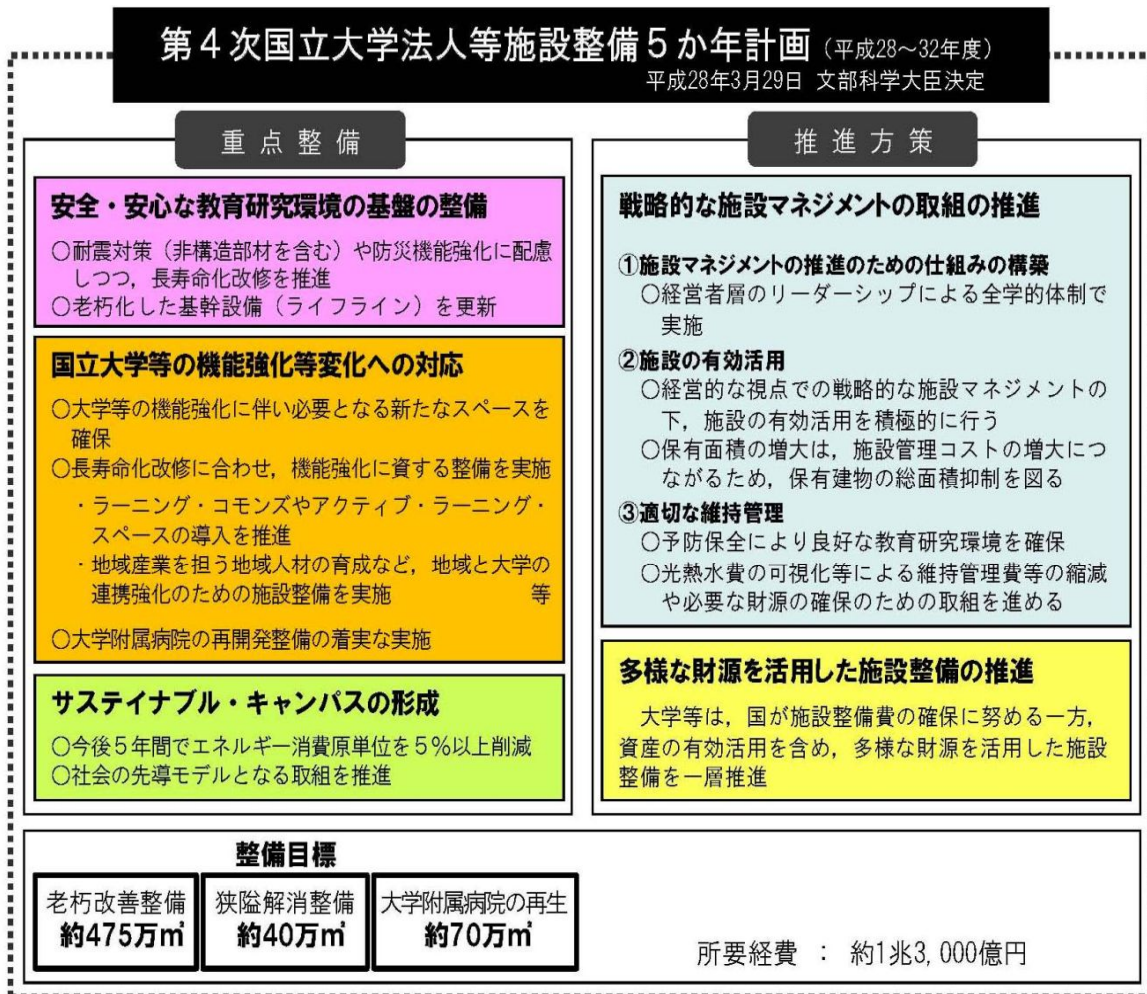 第４次国立大学法人等施設整備５か年計画（平成28～32年度）
平成28年3月29日 文部科学大臣決定
重点整備
安全・安心な教育研究環境の基盤の整備
○耐震対策（非構造部材を含む）や防災機能強化に配慮
しつつ，長寿命化改修を推進
○老朽化した基幹設備（ライフライン）を更新
国立大学等の機能強化等変化への対応
○大学等の機能強化に伴い必要となる新たなスペースを
確保
○長寿命化改修に合わせ，機能強化に資する整備を実施
・ラーニング・コモンズやアクティブ・ラーニング・
スペースの導入を推進
・地域産業を担う地域人材の育成など，地域と大学の
連携強化のための施設整備を実施 等
○大学附属病院の再開発整備の着実な実施
サステイナブル・キャンパスの形成
○今後５年間でエネルギー消費原単位を５％以上削減
○社会の先導モデルとなる取組を推進
推進方策
戦略的な施設マネジメントの取組の推進
①施設マネジメントの推進のための仕組みの構築
○経営者層のリーダーシップによる全学的体制で
実施
②施設の有効活用
○経営的な視点での戦略的な施設マネジメントの
下，施設の有効活用を積極的に行う
○保有面積の増大は，施設管理コストの増大につ
ながるため，保有建物の総面積抑制を図る
③適切な維持管理
○予防保全により良好な教育研究環境を確保
○光熱水費の可視化等による維持管理費等の縮減
や必要な財源の確保のための取組を進める
多様な財源を活用した施設整備の推進
大学等は，国が施設整備費の確保に努める一方，
資産の有効活用を含め，多様な財源を活用した施設
整備を一層推進
整備目標
老朽改善整備
約475万㎡
狭隘解消整備
約40万㎡
大学附属病院の再生
約70万㎡
所要経費 ： 約1兆3,000億円